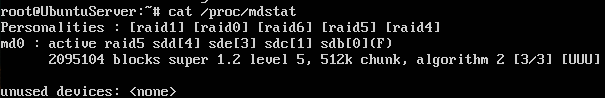 root@UbuntuServer:~# cat /proc/mdstat
Personalities : [raid1] [raid0] [raid6] [raid5] [raid4]
md0 : active raid5 sdd[4] sde[3] sdc[1] sdb[0](F)
      2095104 blocks super 1.2 level 5, 512k chunk, algorithm 2 [3/3] [UUU]

unused devices: <none>